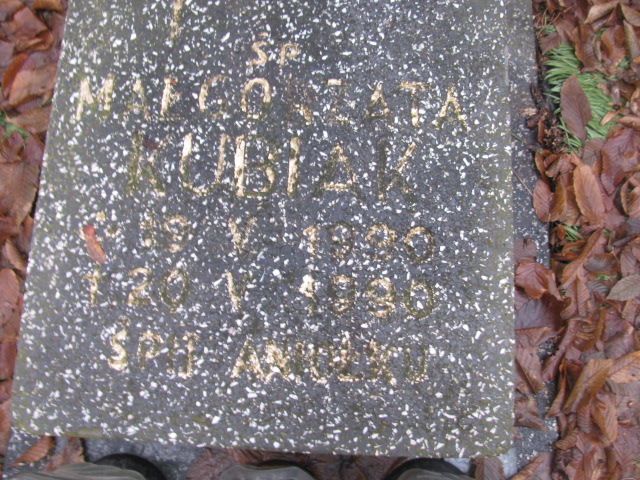 ŚP
MAŁGORZATA
KUBIAK
* 19 V 1990
† 20 V 1990
ŚPIJ ANIOŁKU